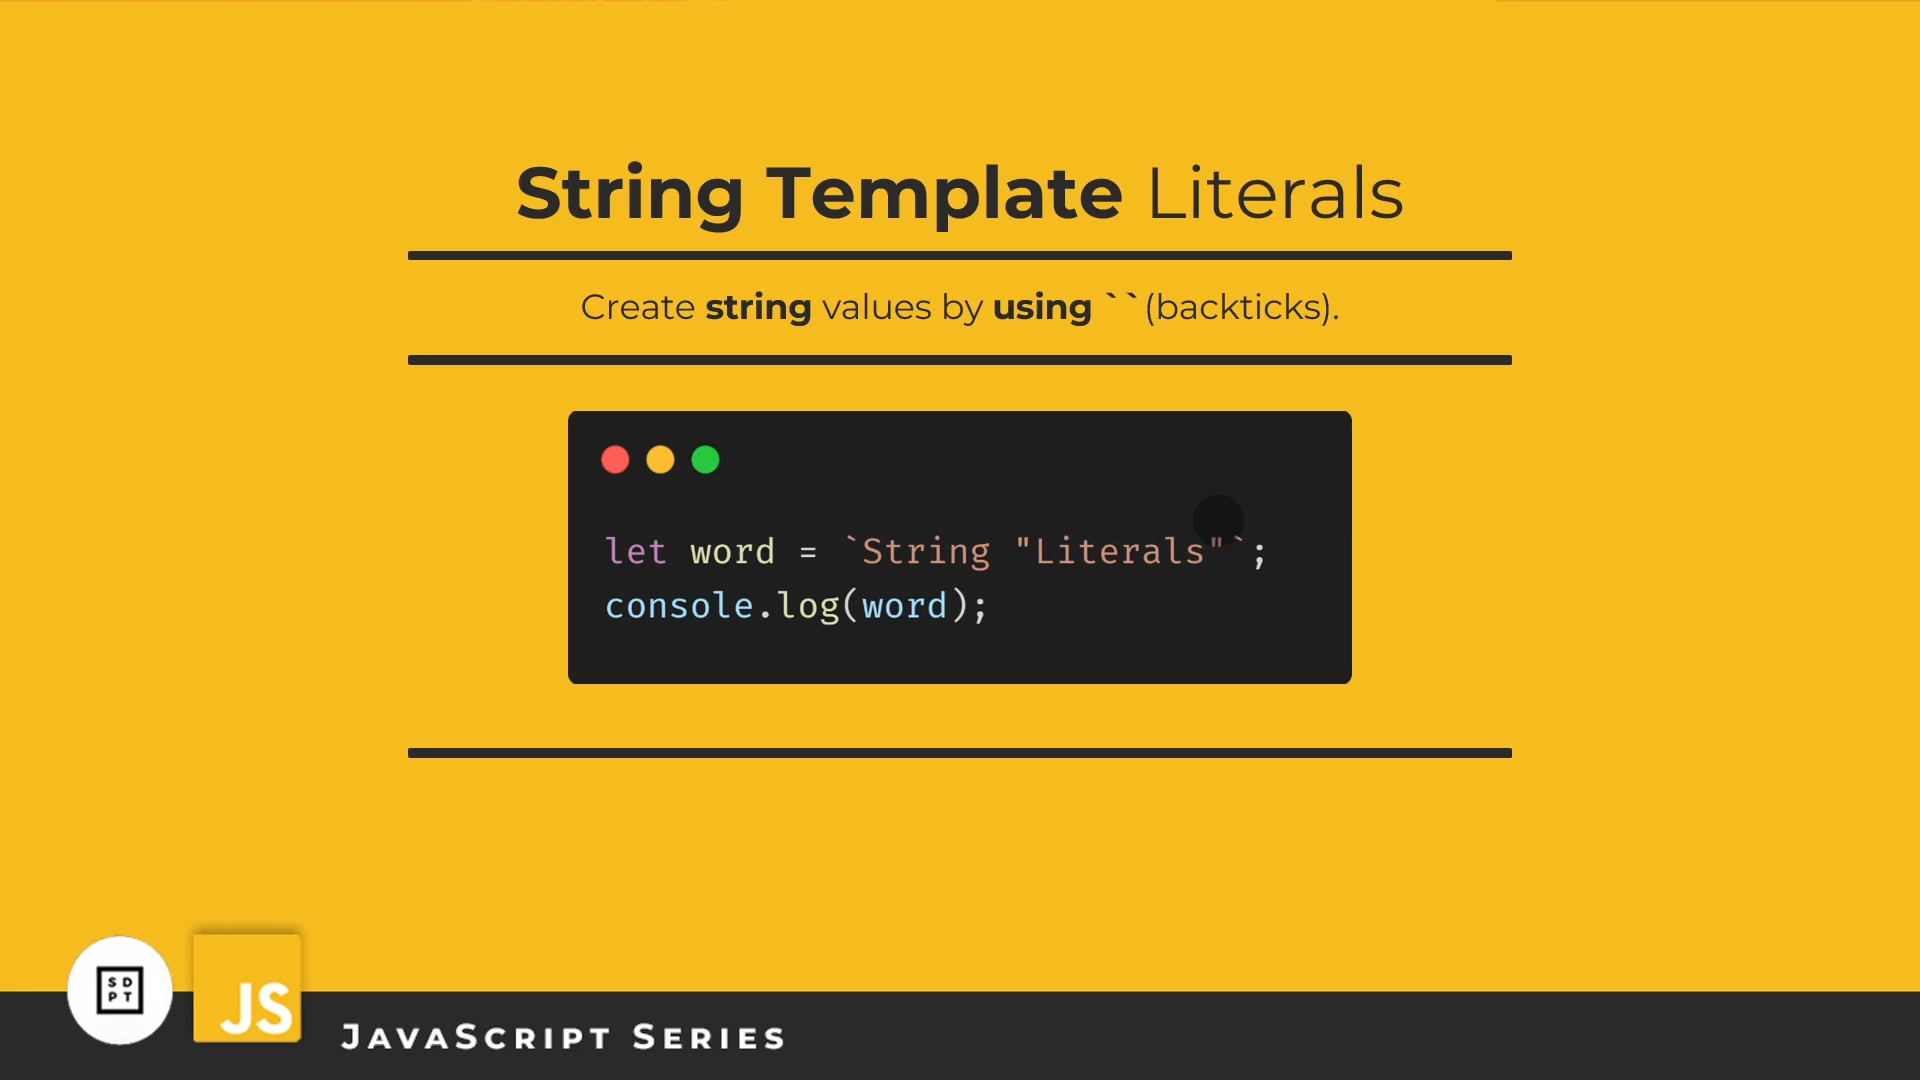 String Template Literals
Create string values by using `` (backticks).
let word = `String "Literals"`;
console.log(word);
SD
PT
JS
JavaScript Series